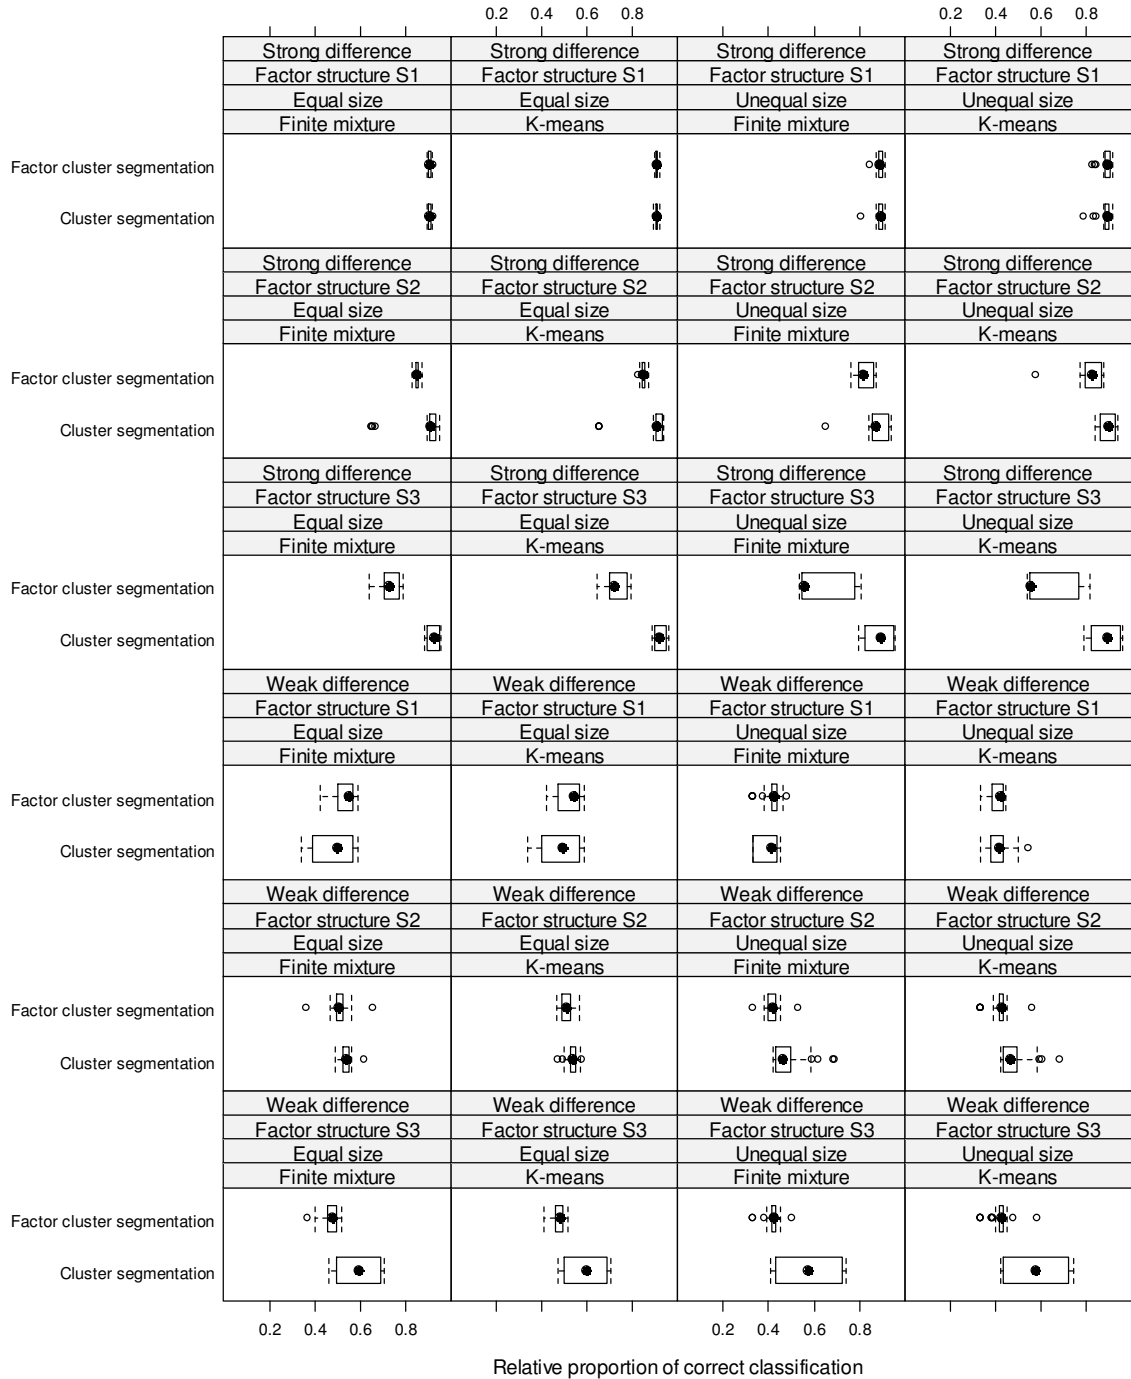 0.2 0.4 0.6 0.8 0.2 0.4 0.6 0.8
Strong difference Strong difference Strong difference Strong difference
Factor structure S1 Factor structure S1 Factor structure S1 Factor structure S1
Equal size Equal size Unequal size Unequal size
Finite mixture K-means Finite mixture K-means
Factor cluster segmentation
Cluster segmentation
Strong difference Strong difference Strong difference Strong difference
Factor structure S2 Factor structure S2 Factor structure S2 Factor structure S2
Equal size Equal size Unequal size Unequal size
Finite mixture K-means Finite mixture K-means
Factor cluster segmentation
Cluster segmentation
Strong difference Strong difference Strong difference Strong difference
Factor structure S3 Factor structure S3 Factor structure S3 Factor structure S3
Equal size Equal size Unequal size Unequal size
Finite mixture K-means Finite mixture K-means
Factor cluster segmentation
Cluster segmentation
Weak difference Weak difference Weak difference Weak difference
Factor structure S1 Factor structure S1 Factor structure S1 Factor structure S1
Equal size Equal size Unequal size Unequal size
Finite mixture K-means Finite mixture K-means
Factor cluster segmentation
Cluster segmentation
Weak difference Weak difference Weak difference Weak difference
Factor structure S2 Factor structure S2 Factor structure S2 Factor structure S2
Equal size Equal size Unequal size Unequal size
Finite mixture K-means Finite mixture K-means
Factor cluster segmentation
Cluster segmentation
Weak difference Weak difference Weak difference Weak difference
Factor structure S3 Factor structure S3 Factor structure S3 Factor structure S3
Equal size Equal size Unequal size Unequal size
Finite mixture K-means Finite mixture K-means
Factor cluster segmentation
Cluster segmentation
0.2 0.4 0.6 0.8 0.2 0.4 0.6 0.8
Relative proportion of correct classification